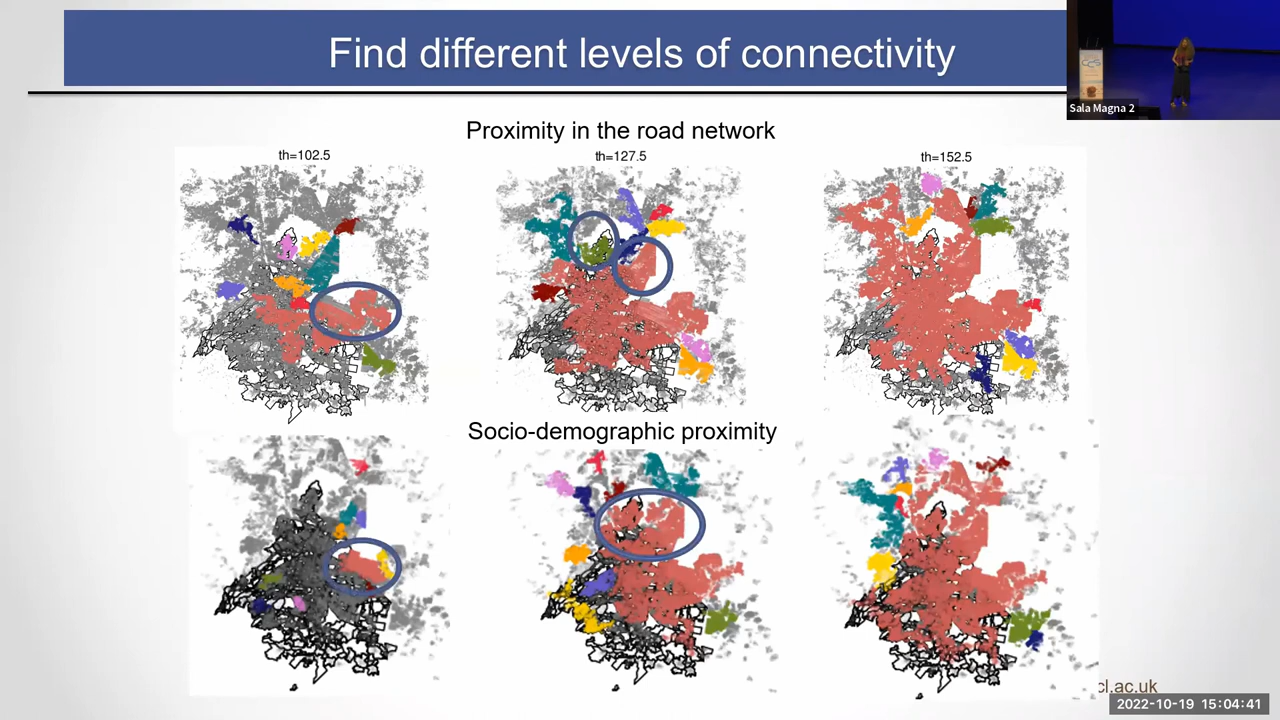 Find different levels of connectivity
Sala Magna 2
Proximity in the road network
th=102.5
th=127.5
th=152.5
Socio-demographic proximity
cl.ac.uk
2022-10-19 15:04:41